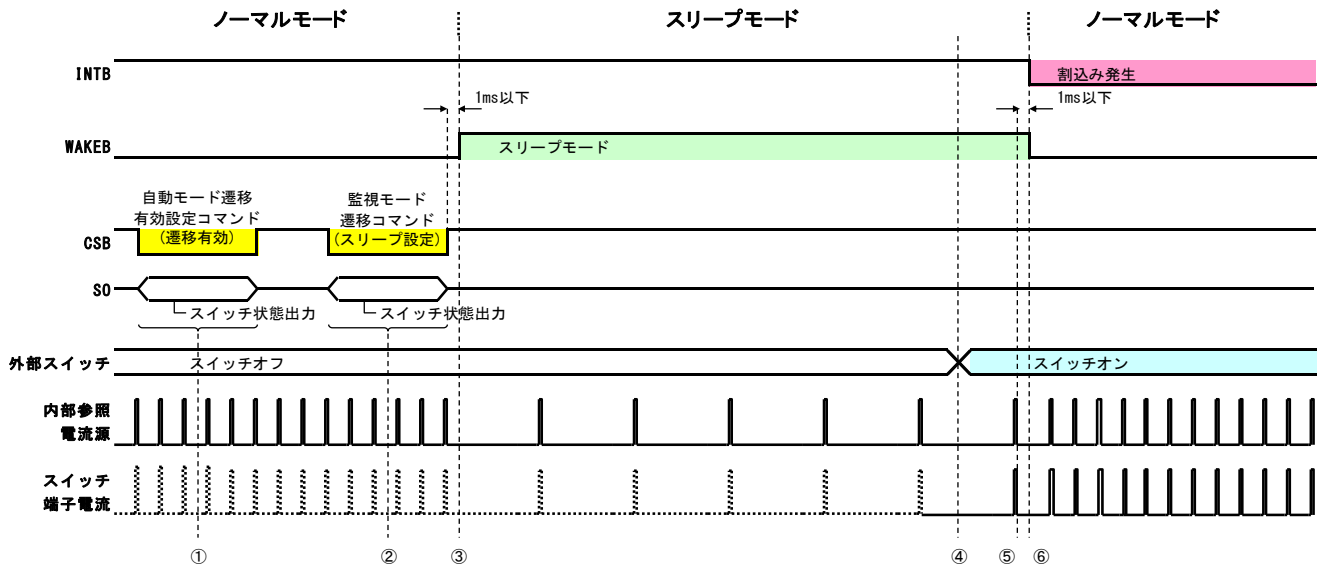 ノーマルモード スリープモード ノーマルモード
INTB
割込み発生
1ms以下 1ms以下
WAKEB
スリープモード
自動モード遷移
有効設定コマンド
(遷移有効)
監視モード
遷移コマンド
(スリープ設定)
CSB
SO
スイッチ状態出力 スイッチ状態出力
外部スイッチ
スイッチオフ スイッチオン
内部参照
電流源
スイッチ
端子電流
① ② ③ ④ ⑤ ⑥